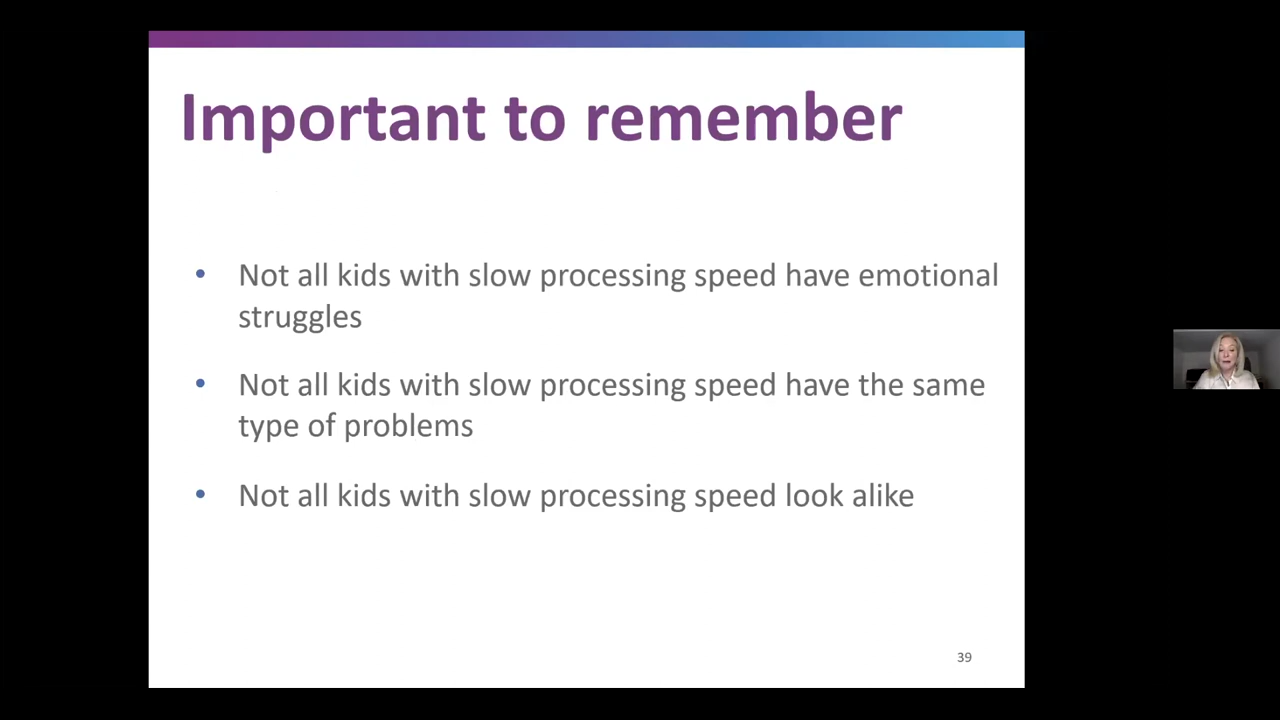 Important to remember
• Not all kids with slow processing speed have emotional
struggles
• Not all kids with slow processing speed have the same
type of problems
• Not all kids with slow processing speed look alike
39